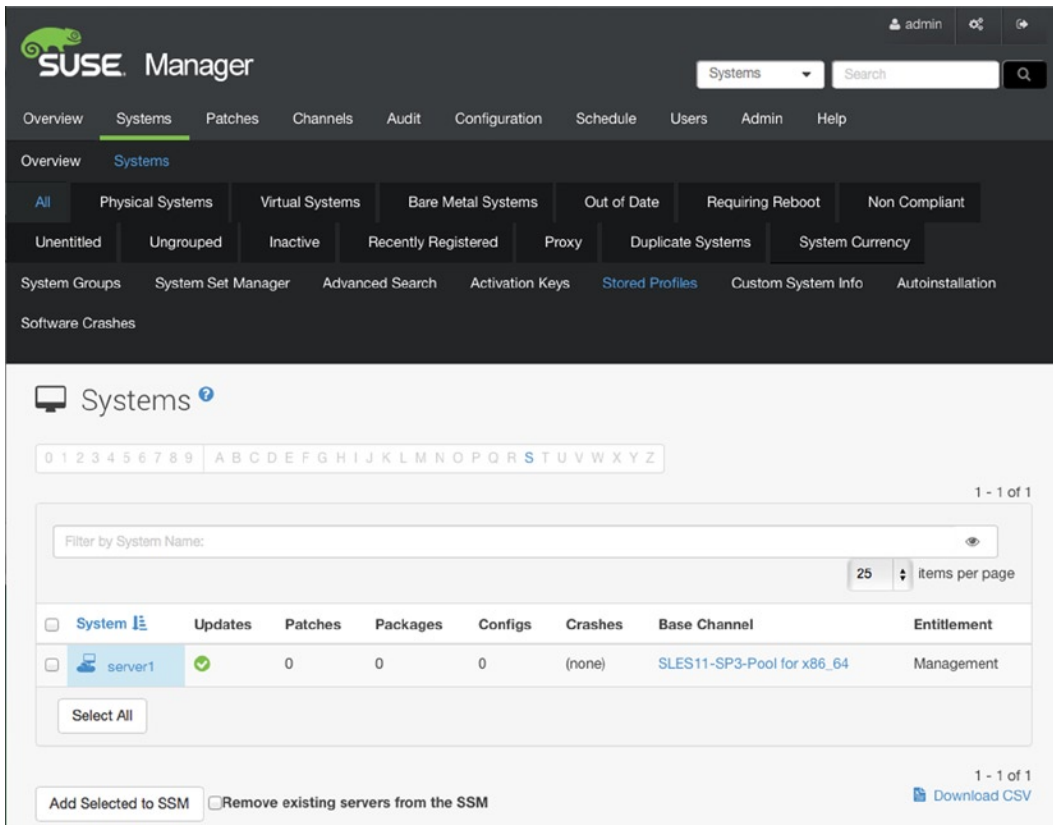 admin
SUSE. Manager
Systems Search
Overview Systems Patches Channels Audit Configuration Schedule Users Admin Help
Overview Systems
All Physical Systems Virtual Systems Bare Metal Systems Out of Date Requiring Reboot Non Compliant
Unentitled Ungrouped Inactive Recently Registered Proxy Duplicate Systems System Currency
System Groups System Set Manager Advanced Search Activation Keys Stored Profiles Custom System Info Autoinstallation
Software Crashes
Systems ?
0 1 2 3 4 5 6 7 8 9 A B C D E F G H I J K L M N O P Q R S T U V W X Y Z
1 - 1 of 1
Filter by System Name:
25 items per page
System Updates Patches Packages Configs Crashes Base Channel Entitlement
server1 0 0 0 (none) SLES11-SP3-Pool for x86_64 Management
Select All
1 - 1 of 1
Add Selected to SSM Remove existing servers from the SSM Download CSV